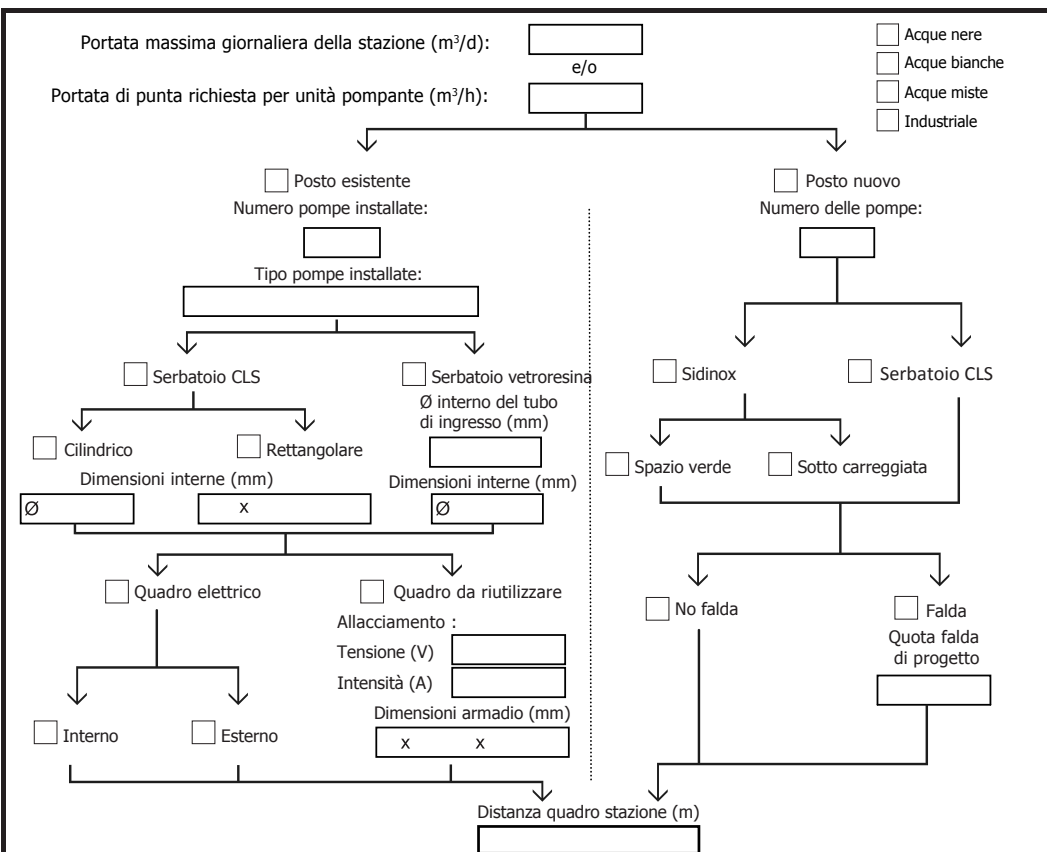 Portata massima giornaliera della stazione (m³/d):
e/o
Portata di punta richiesta per unità pompante (m³/h):
Acque nere
Acque bianche
Acque miste
Industriale
Posto esistente
Numero pompe installate:
Tipo pompe installate:
Serbatoio CLS
Serbatoio vetroresina
Ø interno del tubo
di ingresso (mm)
Cilindrico
Rettangolare
Dimensioni interne (mm)
Dimensioni interne (mm)
Ø
x
Ø
Quadro elettrico
Quadro da riutilizzare
Allacciamento :
Tensione (V)
Intensità (A)
Dimensioni armadio (mm)
x x
Interno
Esterno
Posto nuovo
Numero delle pompe:
Sidinox
Serbatoio CLS
Spazio verde
Sotto carreggiata
No falda
Falda
Quota falda
di progetto
Distanza quadro stazione (m)